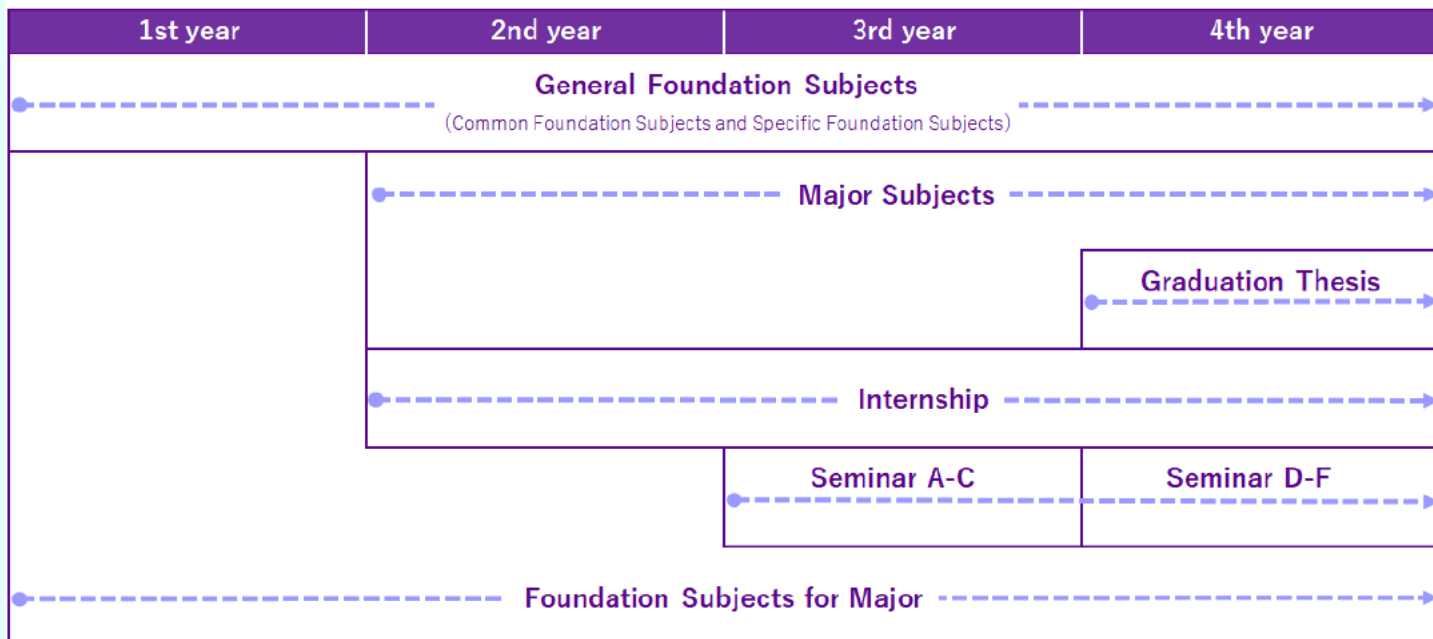 1st year
2nd year
3rd year
4th year
General Foundation Subjects
(Common Foundation Subjects and Specific Foundation Subjects)
Major Subjects
Graduation Thesis
Internship
Seminar A-C
Seminar D-F
Foundation Subjects for Major